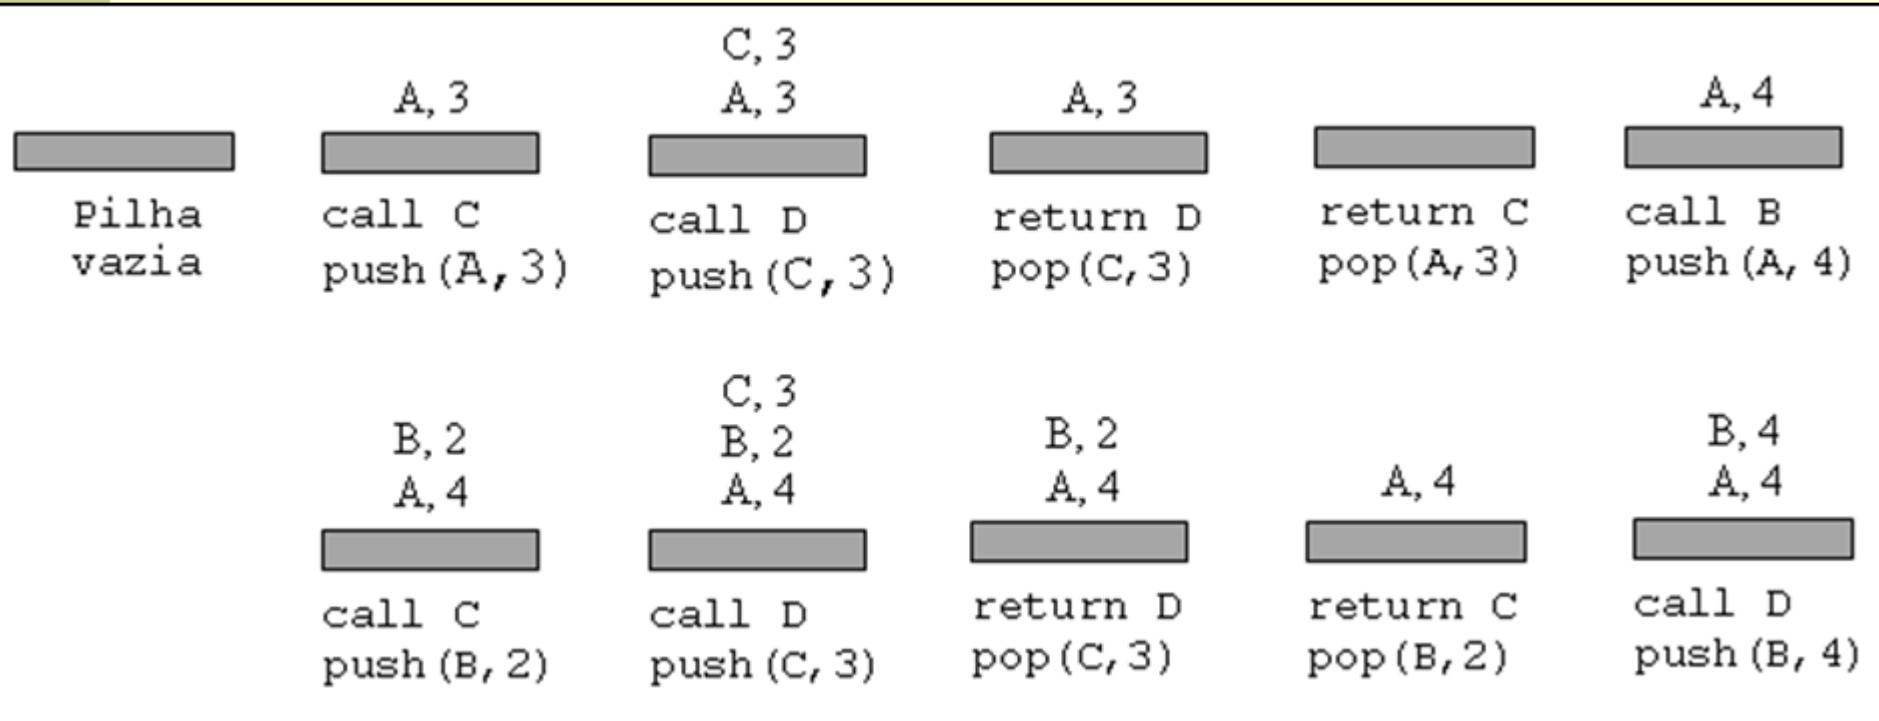 A,3
C,3
A,3
A,3
A,4
Pilha
vazia
call C
push(A,3)
call D
push(C,3)
return D
pop(C,3)
return C
pop(A,3)
call B
push(A,4)
B,2
A,4
C,3
B,2
A,4
B,2
A,4
A,4
B,4
A,4
call C
push(B,2)
call D
push(C,3)
return D
pop(C,3)
return C
pop(B,2)
call D
push(B,4)